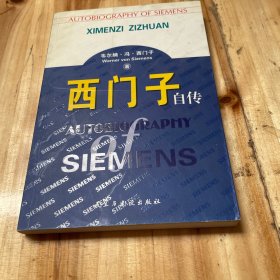 AUTOBIOGRAPHY OF SIEMENS
XIMENZI ZIZHUAN
韦尔纳·冯·西门子
Werner von Siemens
著
西门子自传
AUTOBIOGRAPHY
of
SIEMENS